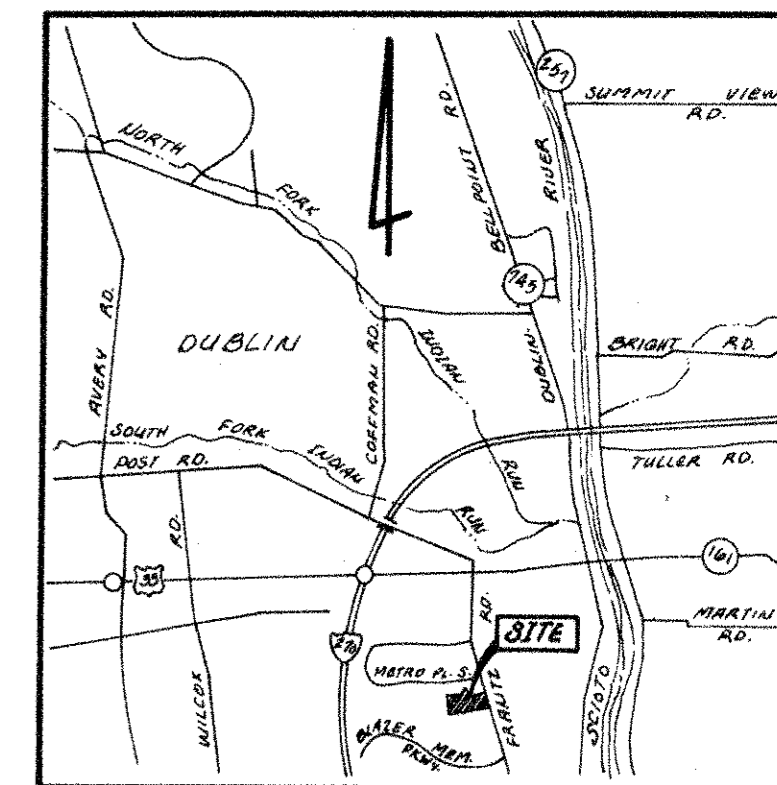 257
SUMMIT VIEW
RD.
NORTH
FORK
BELLPOINT RD.
RIVER
745
AVERY RD.
DUBLIN
COFFMAN RD.
INDIAN
RUN
DUBLIN
BRIGHT RD.
SOUTH FORK INDIAN
RUN
POST RD.
TULLER RD.
RD.
WILCOX
33
161
270
RD.
FRANTZ
SITE
MARTIN
RD.
METRO PL. S.
SCIOTO
BLAZER MEM.
PKWY.